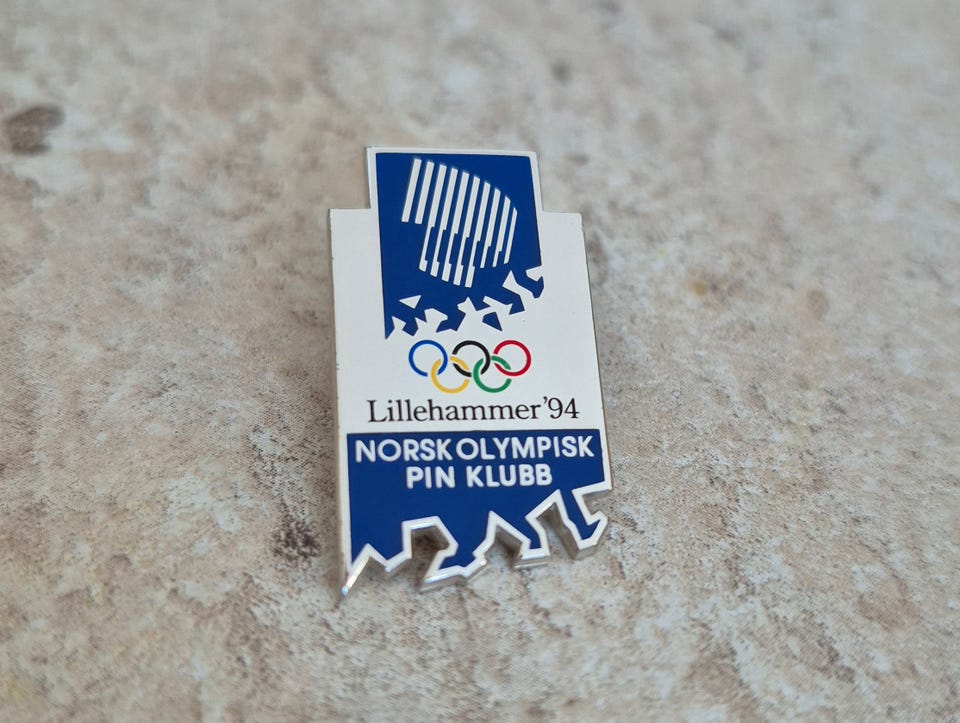 Lillehammer'94
NORSK OLYMPISK
PIN KLUBB